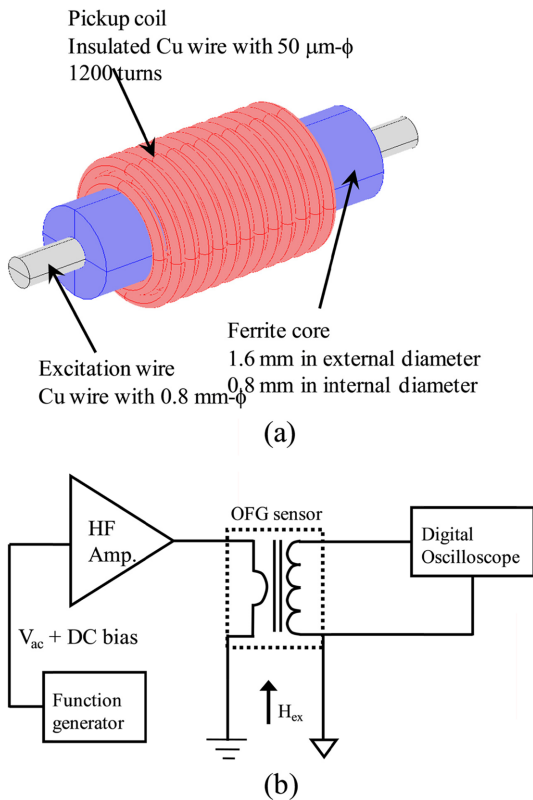 Pickup coil
Insulated Cu wire with 50 μm-ϕ
1200 turns
Ferrite core
1.6 mm in external diameter
0.8 mm in internal diameter
Excitation wire
Cu wire with 0.8 mm-ϕ
(a)
OFG sensor
HF
Amp.
Digital
Oscilloscope
Vac + DC bias
Function
generator
Hex
(b)